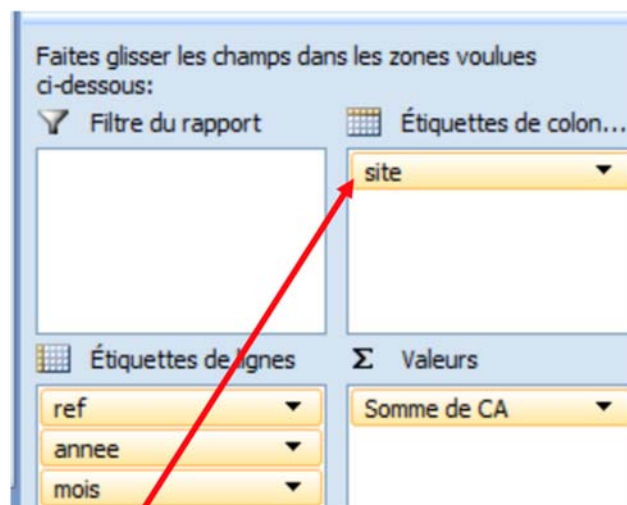 Faites glisser les champs dans les zones voulues
ci-dessous:
Filtre du rapport
Étiquettes de colon...
site
Étiquettes de lignes
Σ Valeurs
ref
annee
mois
Somme de CA